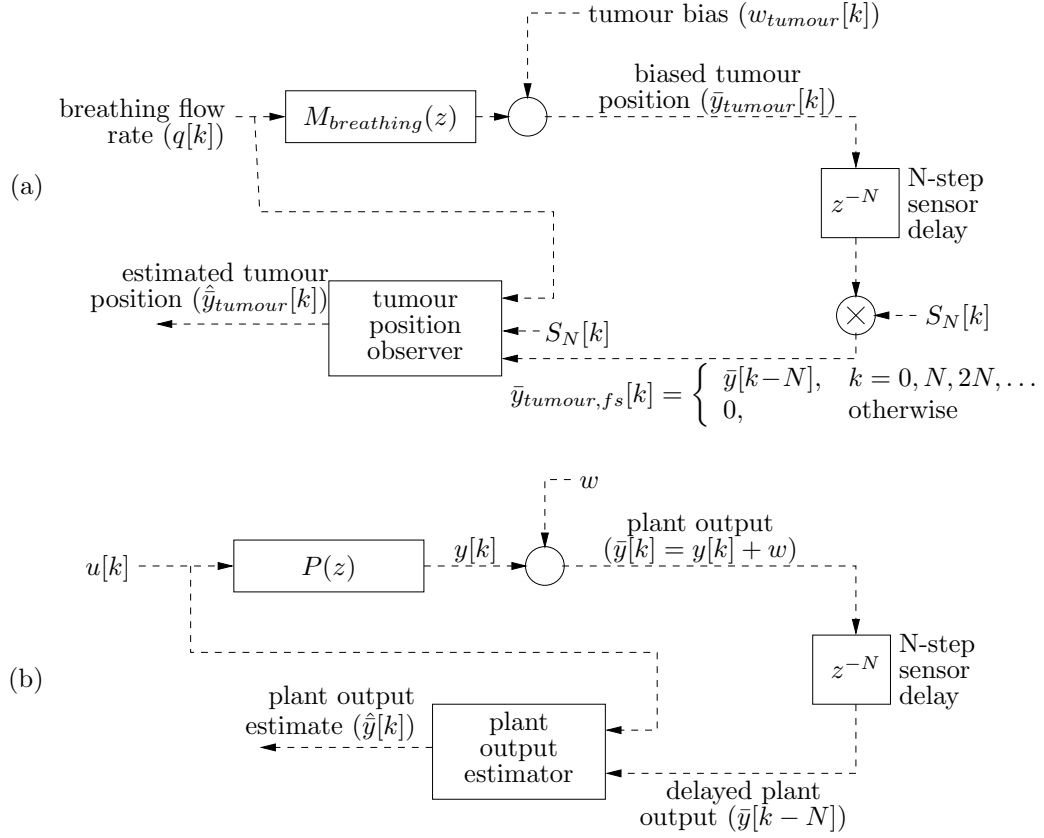 tumour bias (w_{tumour}[k])
breathing flow
rate (q[k])
M_{breathing}(z)
biased tumour
position (\bar{y}_{tumour}[k])
(a)
z^{-N}
N-step
sensor
delay
estimated tumour
position (\hat{\bar{y}}_{tumour}[k])
tumour
position
observer
S_N[k]
× S_N[k]
\bar{y}_{tumour,fs}[k] = { \bar{y}[k−N], k = 0, N, 2N, …
0, otherwise
w
u[k]
P(z)
y[k]
plant output
(\bar{y}[k] = y[k] + w)
(b)
z^{-N}
N-step
sensor
delay
plant output
estimate (\hat{\bar{y}}[k])
plant
output
estimator
delayed plant
output (\bar{y}[k − N])